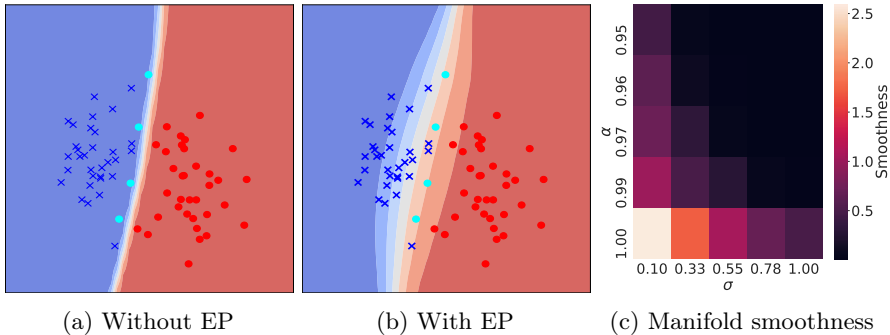 α
0.95
0.96
0.97
0.99
1.00
0.10 0.33 0.55 0.78 1.00
σ
2.5
2.0
1.5
1.0
0.5
Smoothness
(a) Without EP
(b) With EP
(c) Manifold smoothness